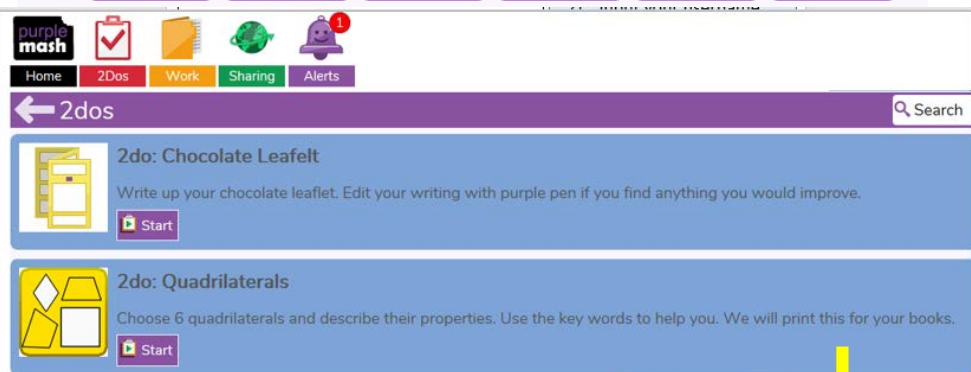 purple
mash
1
Home 2Dos Work Sharing Alerts
2dos
Search
2do: Chocolate Leafelt
Write up your chocolate leaflet. Edit your writing with purple pen if you find anything you would improve.
Start
2do: Quadrilaterals
Choose 6 quadrilaterals and describe their properties. Use the key words to help you. We will print this for your books.
Start